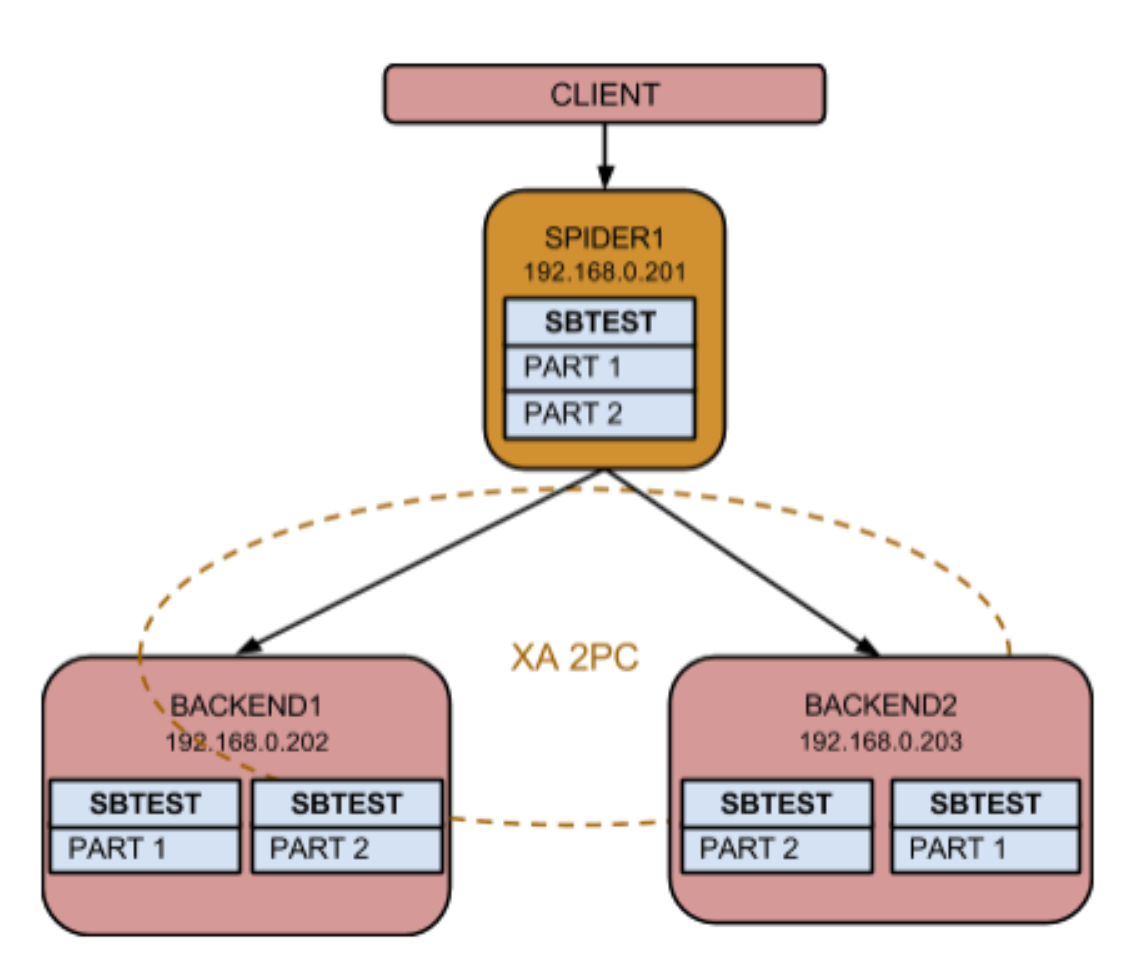 CLIENT
SPIDER1
192.168.0.201
SBTEST
PART 1
PART 2
XA 2PC
BACKEND1
192.168.0.202
SBTEST
PART 1
SBTEST
PART 2
BACKEND2
192.168.0.203
SBTEST
PART 2
SBTEST
PART 1